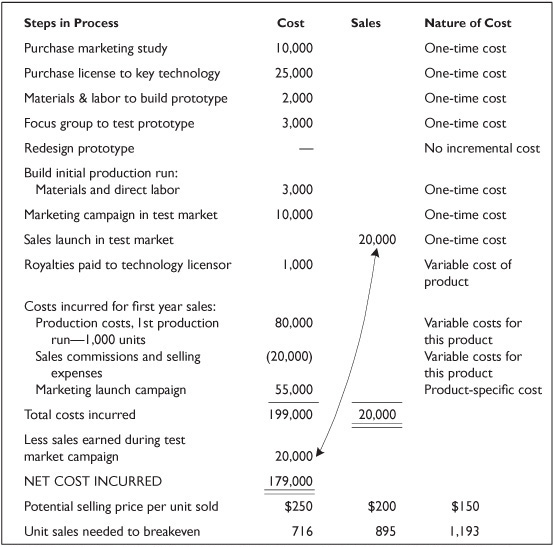 Steps in Process Cost Sales Nature of Cost
Purchase marketing study 10,000 One-time cost
Purchase license to key technology 25,000 One-time cost
Materials & labor to build prototype 2,000 One-time cost
Focus group to test prototype 3,000 One-time cost
Redesign prototype — No incremental cost
Build initial production run:
Materials and direct labor 3,000 One-time cost
Marketing campaign in test market 10,000 One-time cost
Sales launch in test market 20,000 One-time cost
Royalties paid to technology licensor 1,000 Variable cost of
product
Costs incurred for first year sales:
Production costs, 1st production 80,000 Variable costs for
run—1,000 units this product
Sales commissions and selling (20,000) Variable costs for
expenses this product
Marketing launch campaign 55,000 Product-specific cost
Total costs incurred 199,000 20,000
Less sales earned during test
market campaign 20,000
NET COST INCURRED 179,000
Potential selling price per unit sold $250 $200 $150
Unit sales needed to breakeven 716 895 1,193